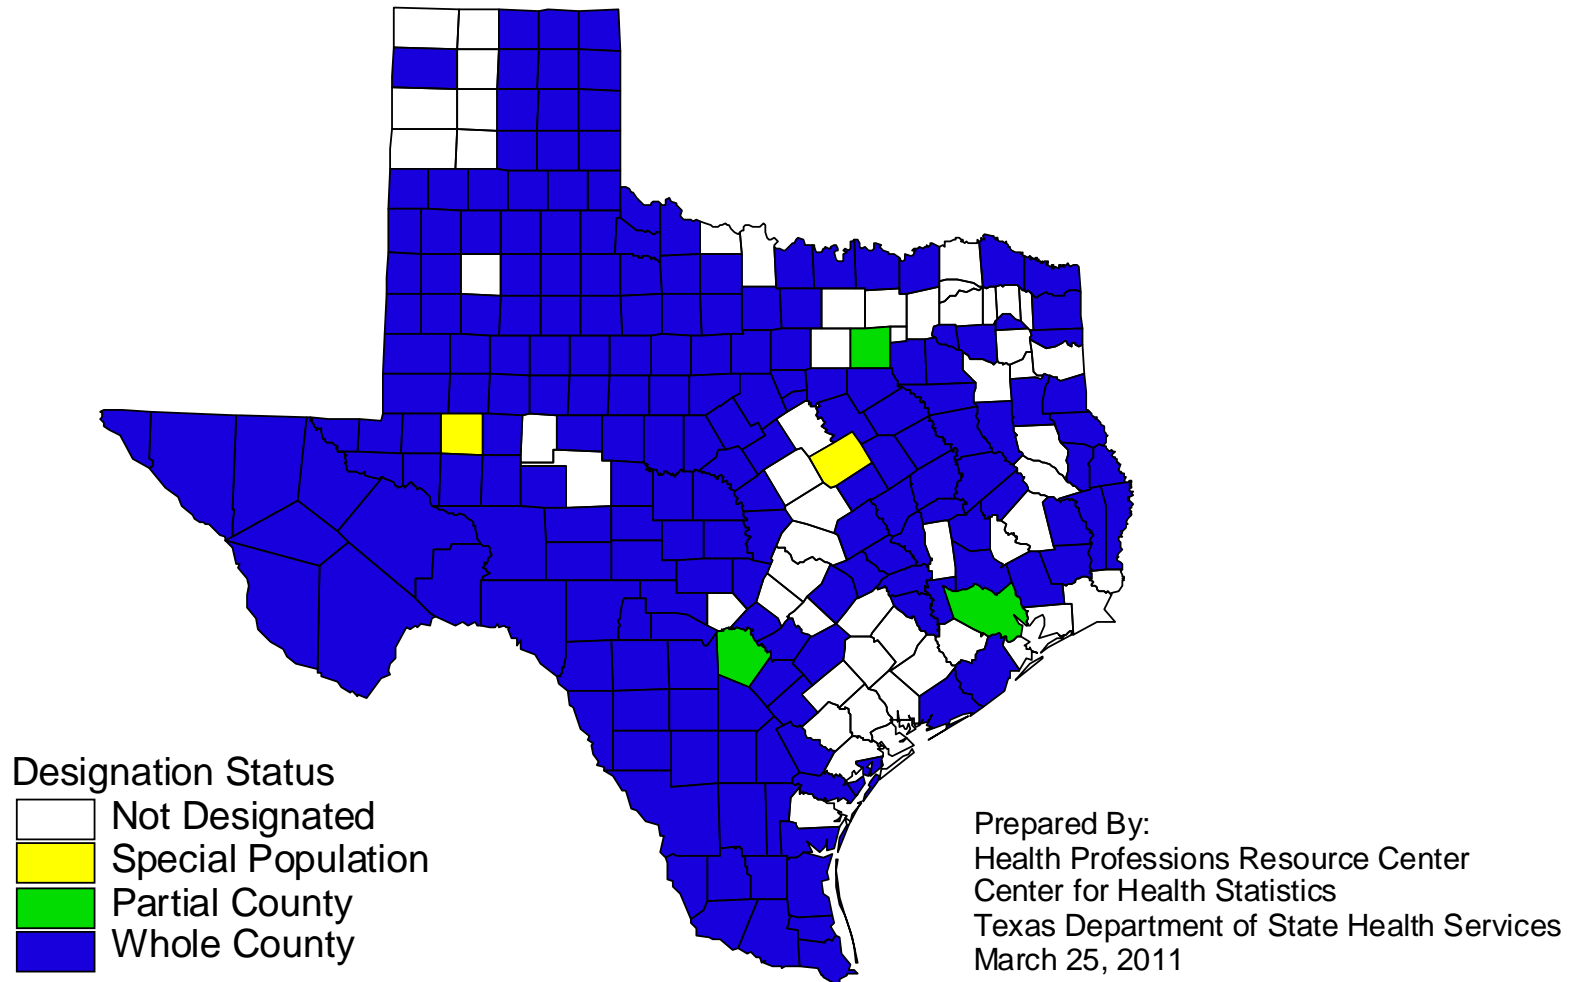 Designation Status
Not Designated
Special Population
Partial County
Whole County
Prepared By:
Health Professions Resource Center
Center for Health Statistics
Texas Department of State Health Services
March 25, 2011